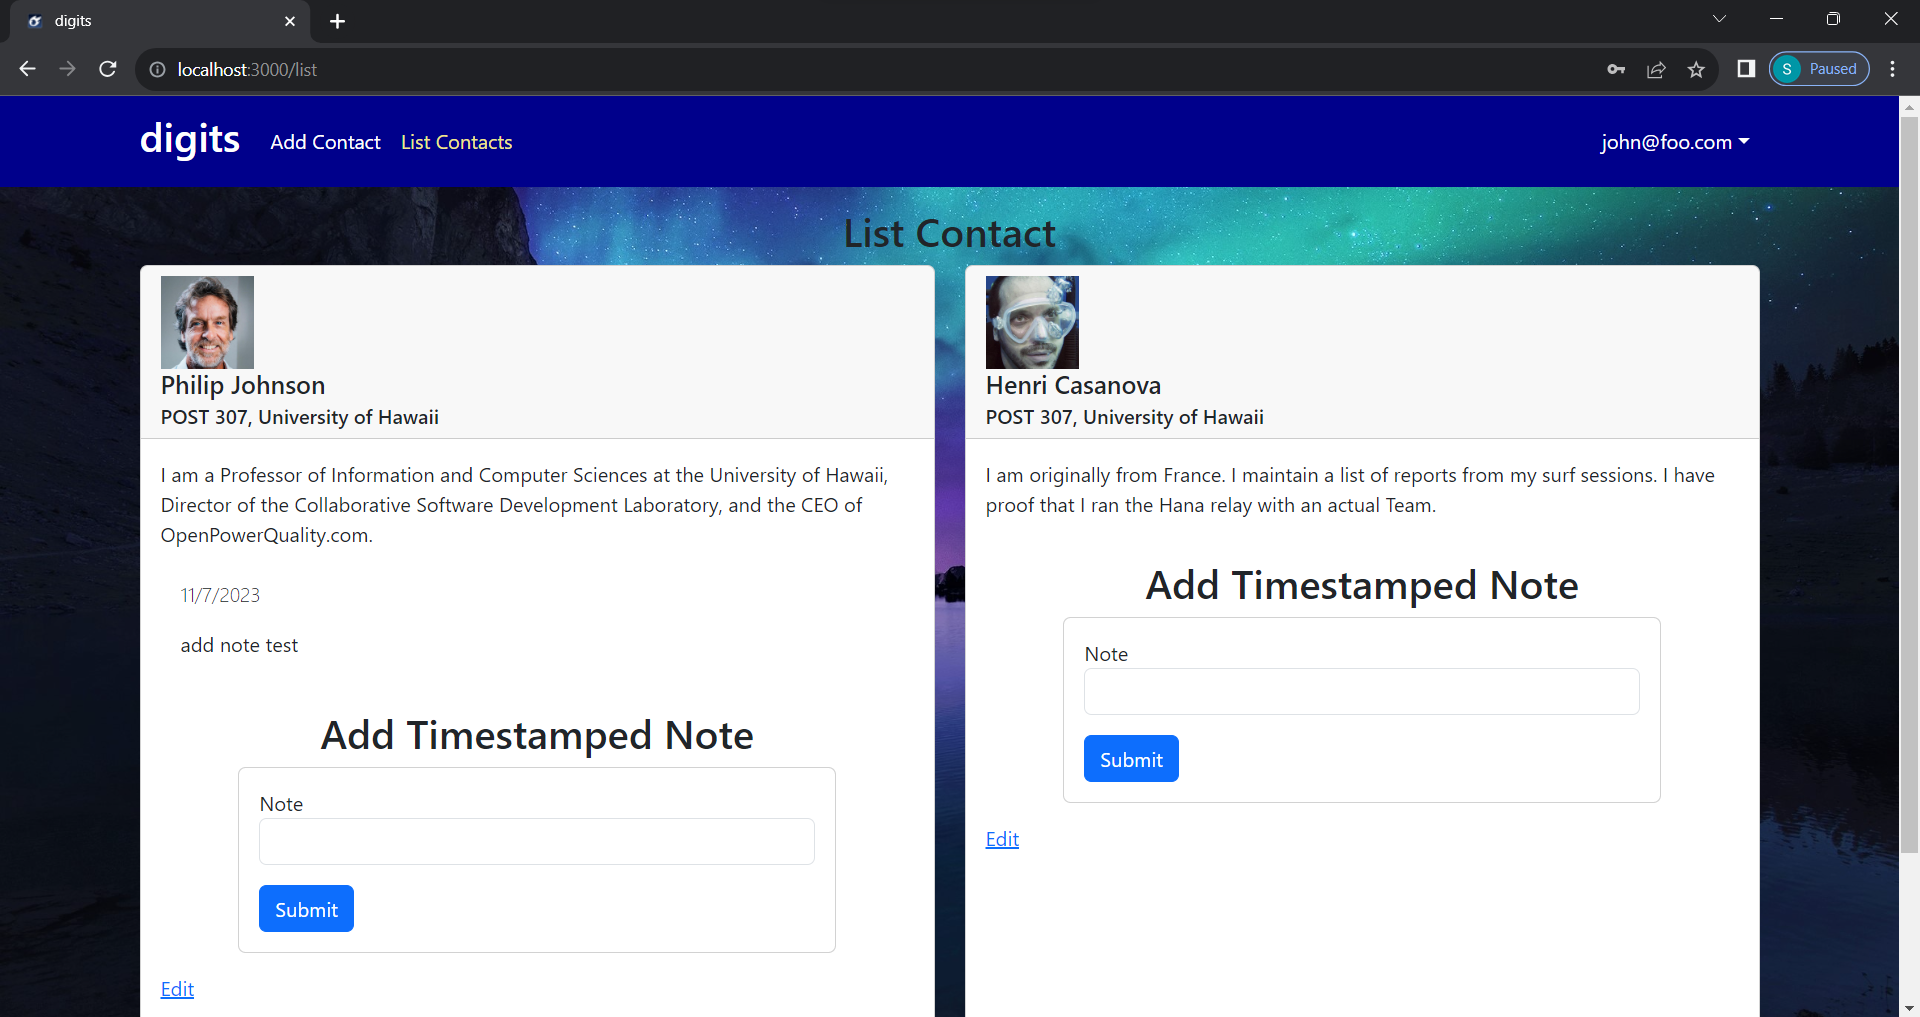 digits
localhost:3000/list
S Paused
digits Add Contact List Contacts john@foo.com
List Contact
Philip Johnson
POST 307, University of Hawaii
I am a Professor of Information and Computer Sciences at the University of Hawaii,
Director of the Collaborative Software Development Laboratory, and the CEO of
OpenPowerQuality.com.
11/7/2023
add note test
Add Timestamped Note
Note
Submit
Edit
Henri Casanova
POST 307, University of Hawaii
I am originally from France. I maintain a list of reports from my surf sessions. I have
proof that I ran the Hana relay with an actual Team.
Add Timestamped Note
Note
Submit
Edit